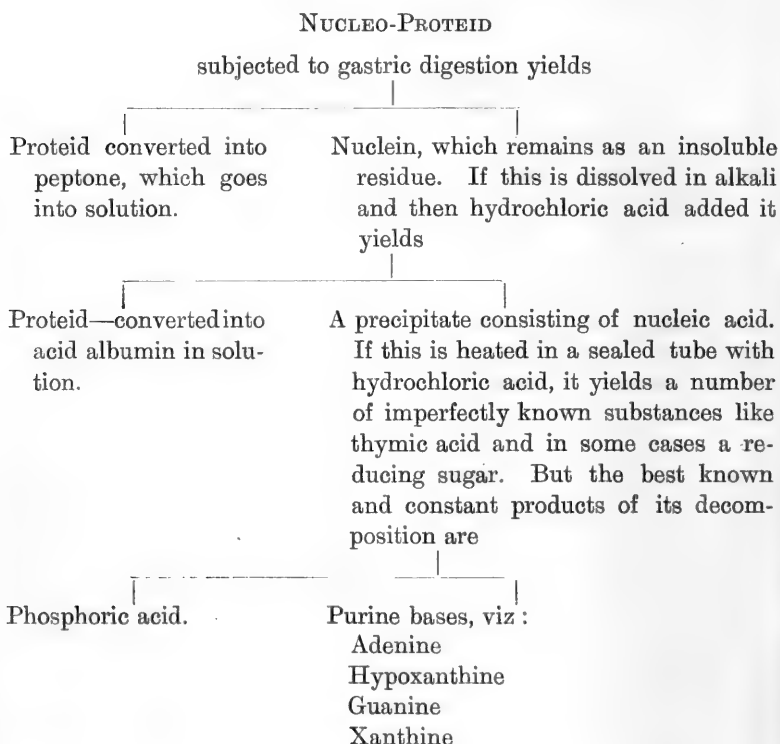 NUCLEO-PROTEID
subjected to gastric digestion yields
Proteid converted into
peptone, which goes
into solution.
Nuclein, which remains as an insoluble
residue. If this is dissolved in alkali
and then hydrochloric acid added it
yields
Proteid—converted into
acid albumin in solu-
tion.
A precipitate consisting of nucleic acid.
If this is heated in a sealed tube with
hydrochloric acid, it yields a number
of imperfectly known substances like
thymic acid and in some cases a re-
ducing sugar. But the best known
and constant products of its decom-
position are
Phosphoric acid.
Purine bases, viz :
Adenine
Hypoxanthine
Guanine
Xanthine